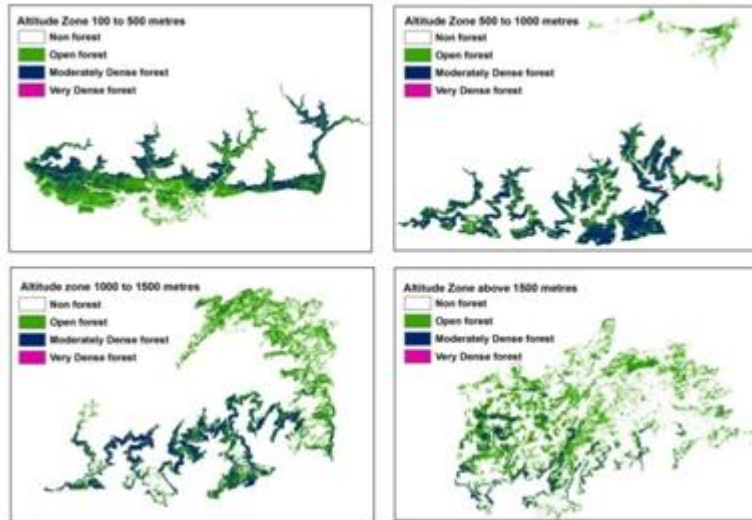 Altitude Zone 100 to 500 metres
Non forest
Open forest
Moderately Dense forest
Very Dense forest
Altitude Zone 500 to 1000 metres
Non forest
Open forest
Moderately Dense forest
Very Dense forest
Altitude zone 1000 to 1500 metres
Non forest
Open forest
Moderately Dense forest
Very Dense forest
Altitude Zone above 1500 metres
Non forest
Open forest
Moderately Dense forest
Very Dense forest